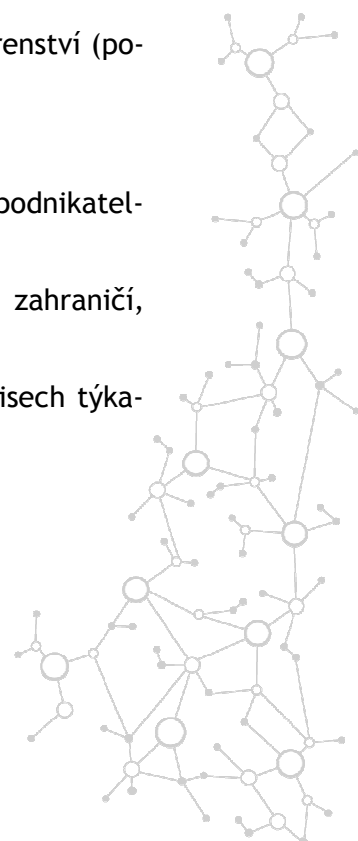 renství (po-
podnikatel-
zahraničí,
isech týka-